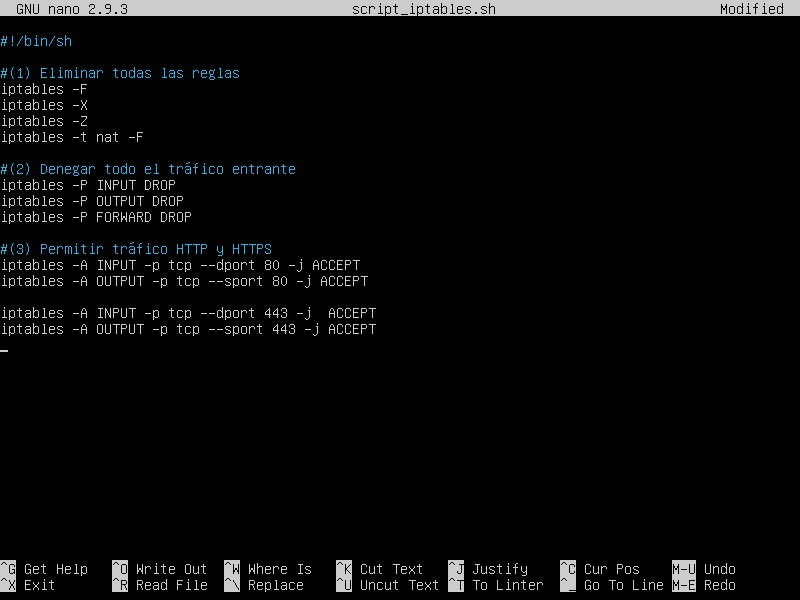 GNU nano 2.9.3 script_iptables.sh Modified
#!/bin/sh
#(1) Eliminar todas las reglas
iptables -F
iptables -X
iptables -Z
iptables -t nat -F
#(2) Denegar todo el tráfico entrante
iptables -P INPUT DROP
iptables -P OUTPUT DROP
iptables -P FORWARD DROP
#(3) Permitir tráfico HTTP y HTTPS
iptables -A INPUT -p tcp --dport 80 -j ACCEPT
iptables -A OUTPUT -p tcp --sport 80 -j ACCEPT
iptables -A INPUT -p tcp --dport 443 -j  ACCEPT
iptables -A OUTPUT -p tcp --sport 443 -j ACCEPT
^G Get Help ^O Write Out ^W Where Is ^K Cut Text ^J Justify ^C Cur Pos M-U Undo
^X Exit ^R Read File ^\ Replace ^U Uncut Text ^T To Linter ^_ Go To Line M-E Redo